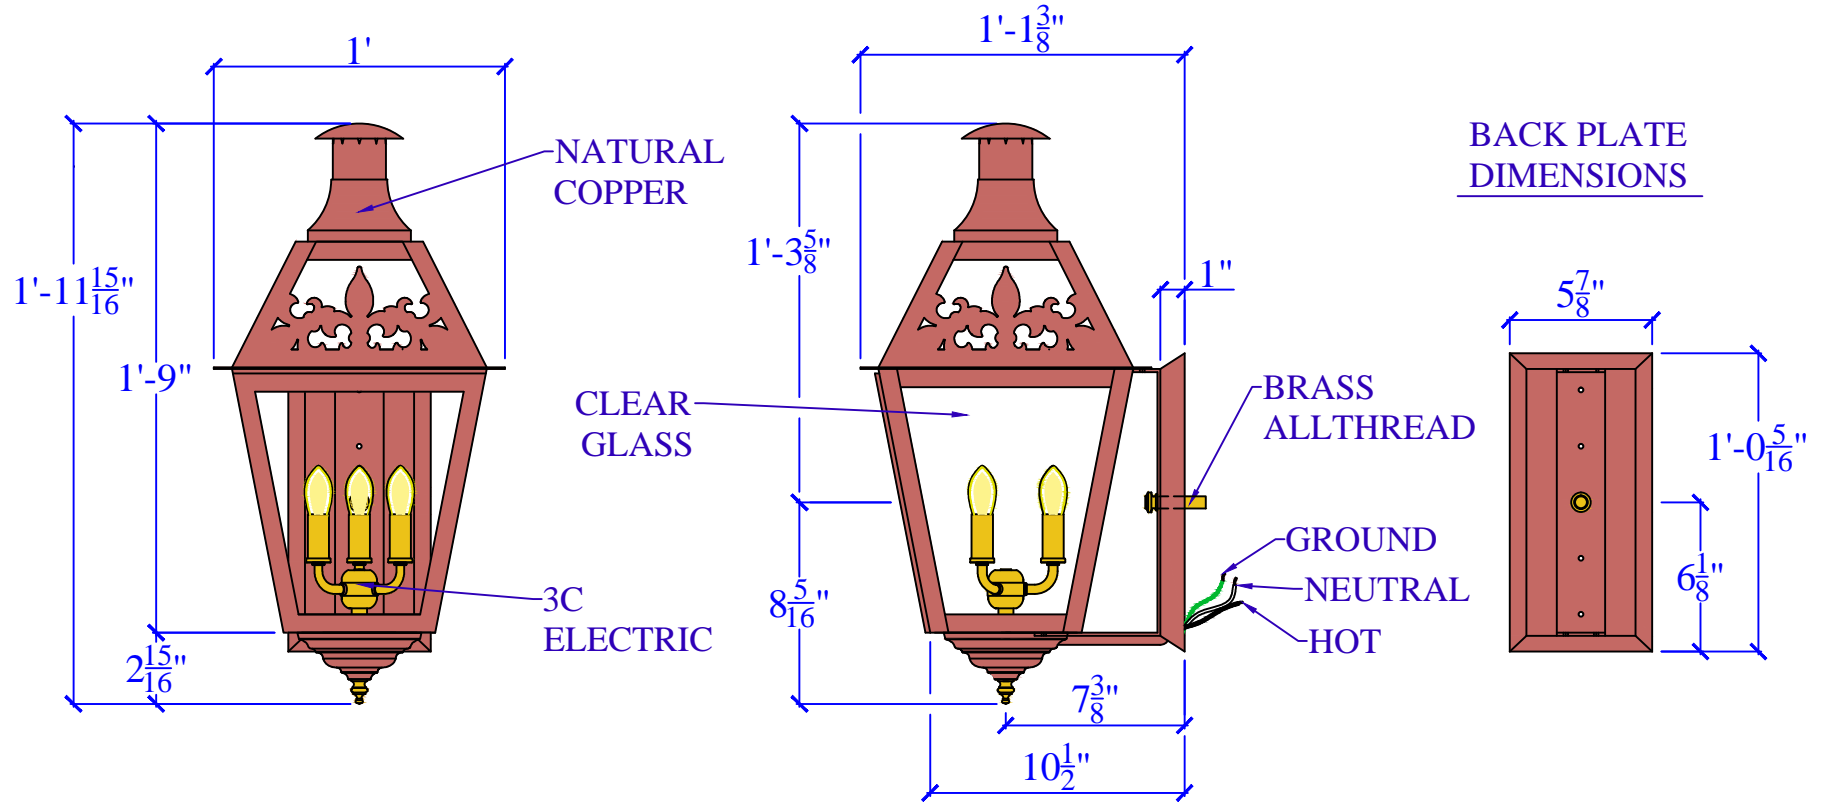 1'
NATURAL
COPPER
1'-11 15/16"
1'-9"
2 15/16"
3C
ELECTRIC
1'-1 3/8"
1'-3 5/8"
1"
CLEAR
GLASS
BRASS
ALLTHREAD
8 5/16"
GROUND
NEUTRAL
HOT
7 3/8"
10 1/2"
BACK PLATE
DIMENSIONS
5 7/8"
1'-0 5/16"
6 1/8"